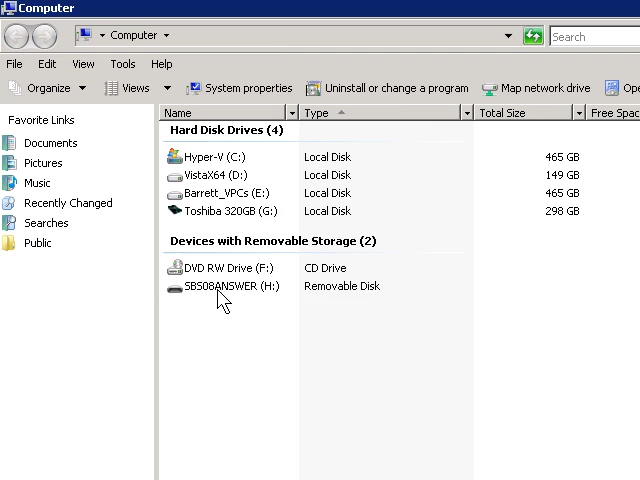 Computer
Computer
Search
File Edit View Tools Help
Organize Views System properties Uninstall or change a program Map network drive
Favorite Links
Documents
Pictures
Music
Recently Changed
Searches
Public
Name Type Total Size Free Spac
Hard Disk Drives (4)
Hyper-V (C:) Local Disk 465 GB
VistaX64 (D:) Local Disk 149 GB
Barrett_VPCs (E:) Local Disk 465 GB
Toshiba 320GB (G:) Local Disk 298 GB
Devices with Removable Storage (2)
DVD RW Drive (F:) CD Drive
SBS08ANSWER (H:) Removable Disk